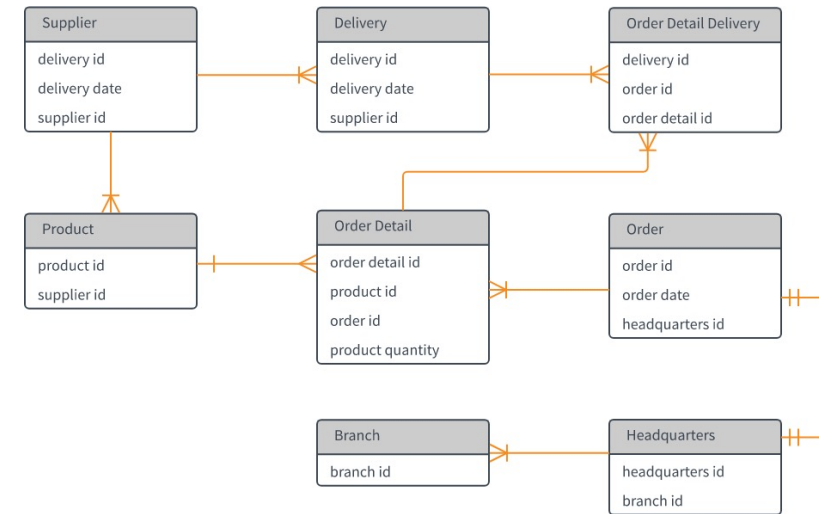 Supplier
delivery id
delivery date
supplier id
Delivery
delivery id
delivery date
supplier id
Order Detail Delivery
delivery id
order id
order detail id
Product
product id
supplier id
Order Detail
order detail id
product id
order id
product quantity
Order
order id
order date
headquarters id
Branch
branch id
Headquarters
headquarters id
branch id